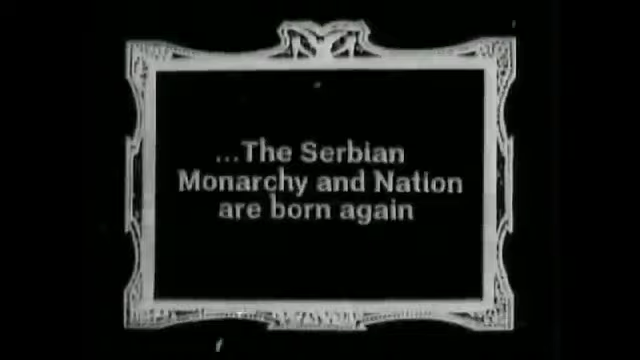 ...The Serbian
Monarchy and Nation
are born again